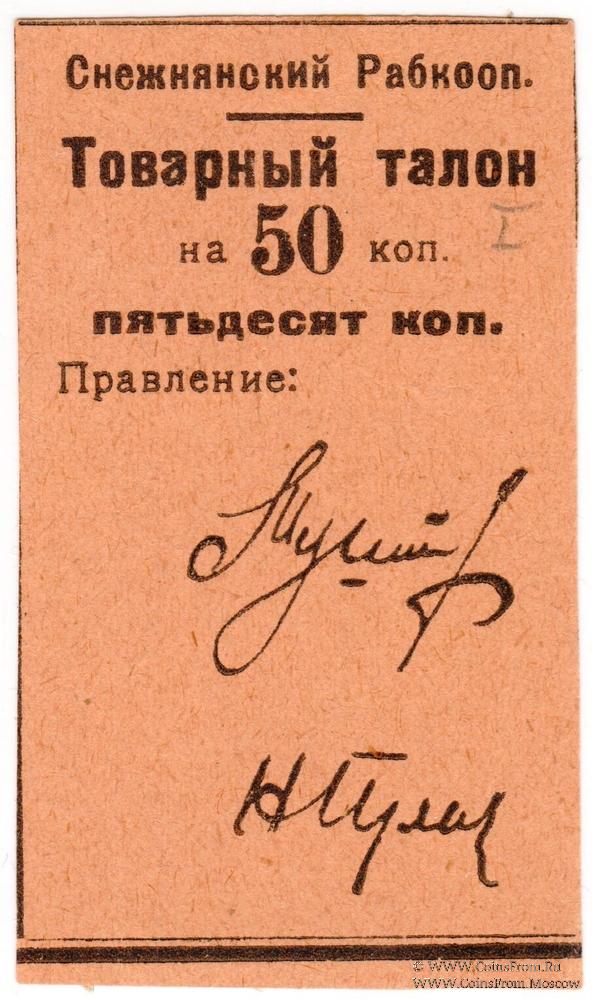 Снежнянский Рабкооп.
Товарный талон
на 50 коп.
I
пятьдесят коп.
Правление:
© WWW.CoinsFrom.Ru
WWW.CoinsFrom.Moscow